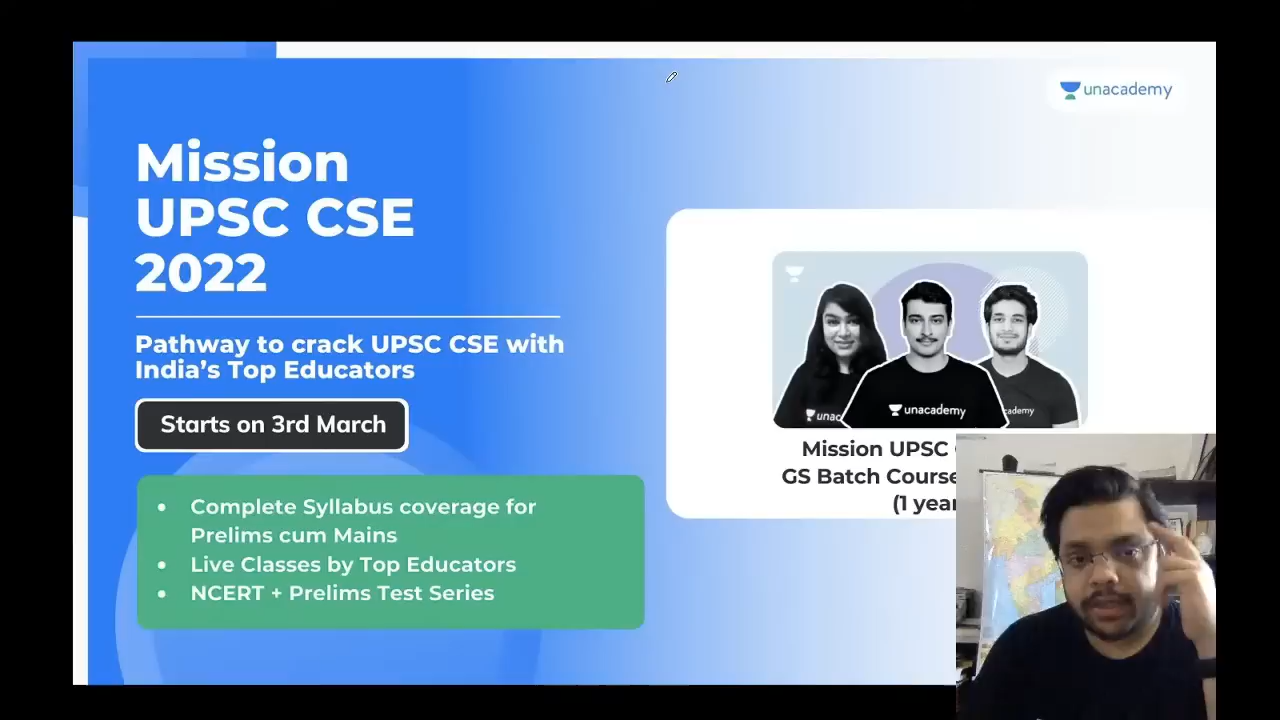 unacademy
Mission
UPSC CSE
2022
Pathway to crack UPSC CSE with
India's Top Educators
Starts on 3rd March
• Complete Syllabus coverage for
Prelims cum Mains
• Live Classes by Top Educators
• NCERT + Prelims Test Series
unacademy
Mission UPSC
GS Batch Course
(1 year